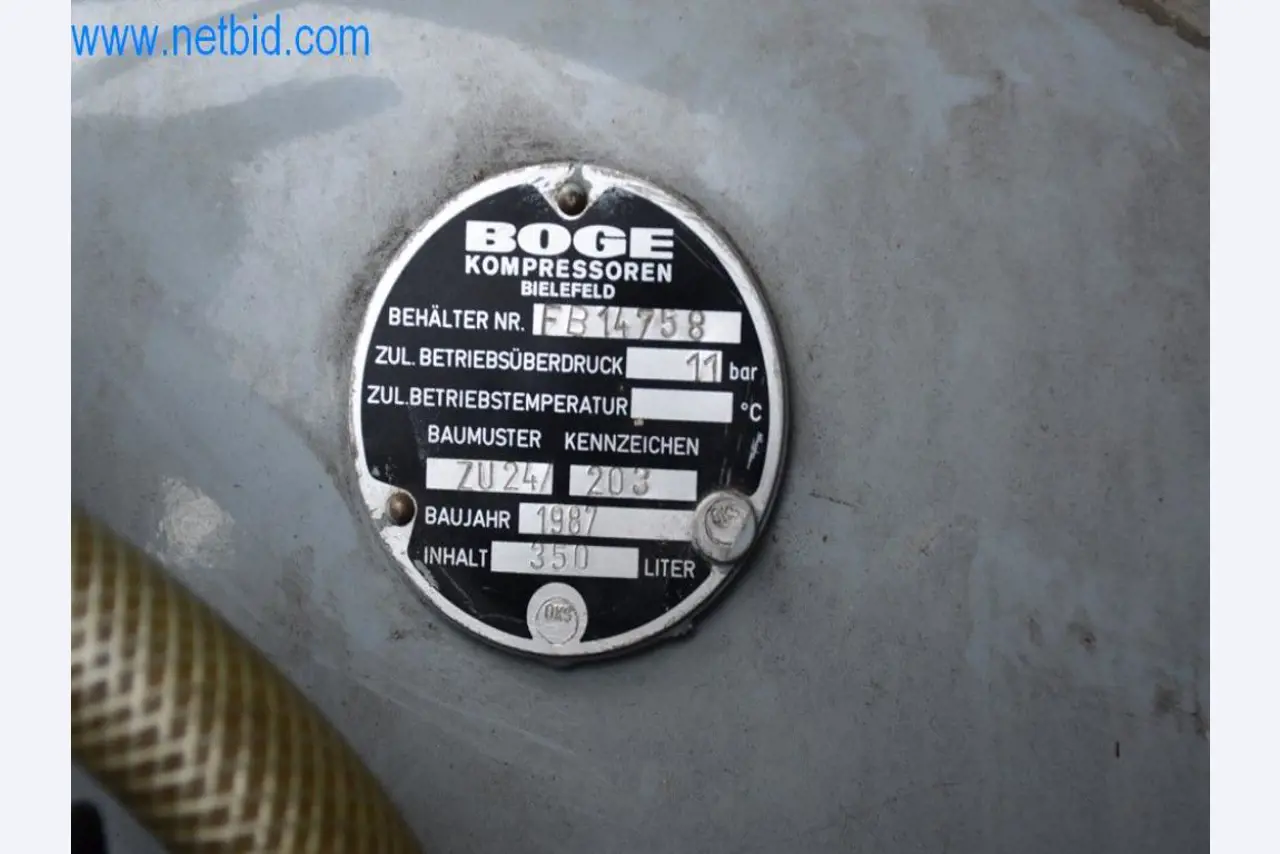 www.netbid.com
BOGE
KOMPRESSOREN
BIELEFELD
BEHÄLTER NR. FB14758
ZUL. BETRIEBSÜBERDRUCK 11 bar
ZUL.BETRIEBSTEMPERATUR °C
BAUMUSTER KENNZEICHEN
ZU24/ 203
BAUJAHR 1987
INHALT 350 LITER